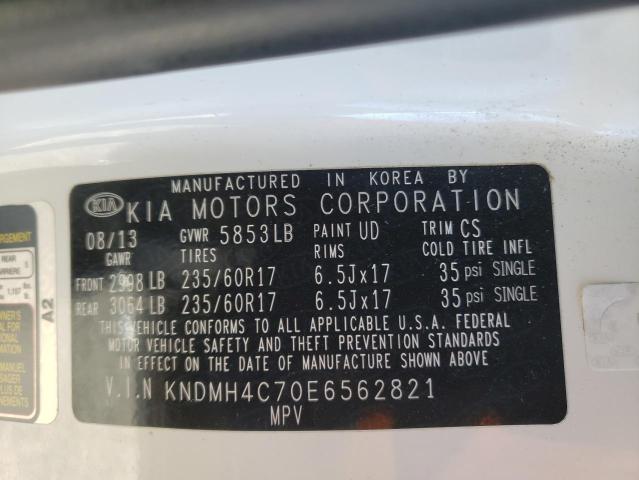 MANUFACTURED IN KOREA BY
KIA KIA MOTORS CORPORATION
08/13 GVWR 5853LB PAINT UD TRIM CS
GAWR TIRES RIMS COLD TIRE INFL
FRONT 2998 LB 235/60R17 6.5Jx17 35 psi SINGLE
REAR 3064 LB 235/60R17 6.5Jx17 35 psi SINGLE
THIS VEHICLE CONFORMS TO ALL APPLICABLE U.S.A. FEDERAL
MOTOR VEHICLE SAFETY AND THEFT PREVENTION STANDARDS
IN EFFECT ON THE DATE OF MANUFACTURE SHOWN ABOVE.
V.I.N KNDMH4C70E6562821
MPV
A2
REAR